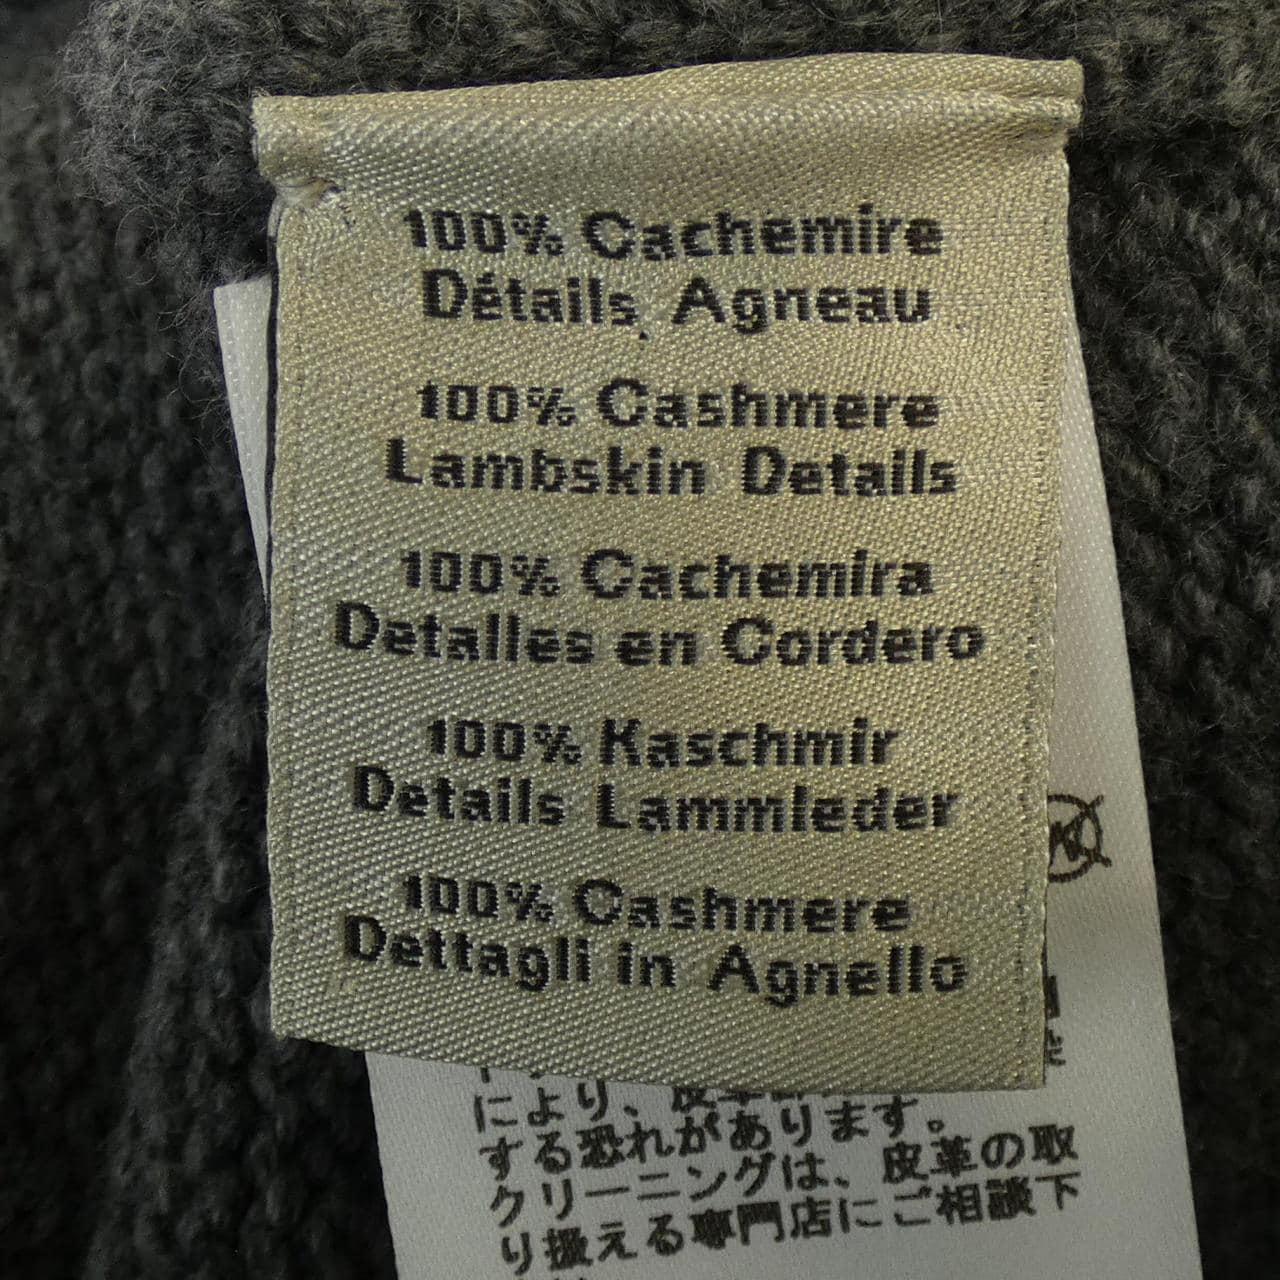 100% Cachemire
Détails Agneau
100% Cashmere
Lambskin Details
100% Cachemira
Detalles en Cordero
100% Kaschmir
Details Lammleder
100% Cashmere
Dettagli in Agnello
により、皮革
する恐れがあります。
クリーニングは、皮革の取
り扱える専門店にご相談下